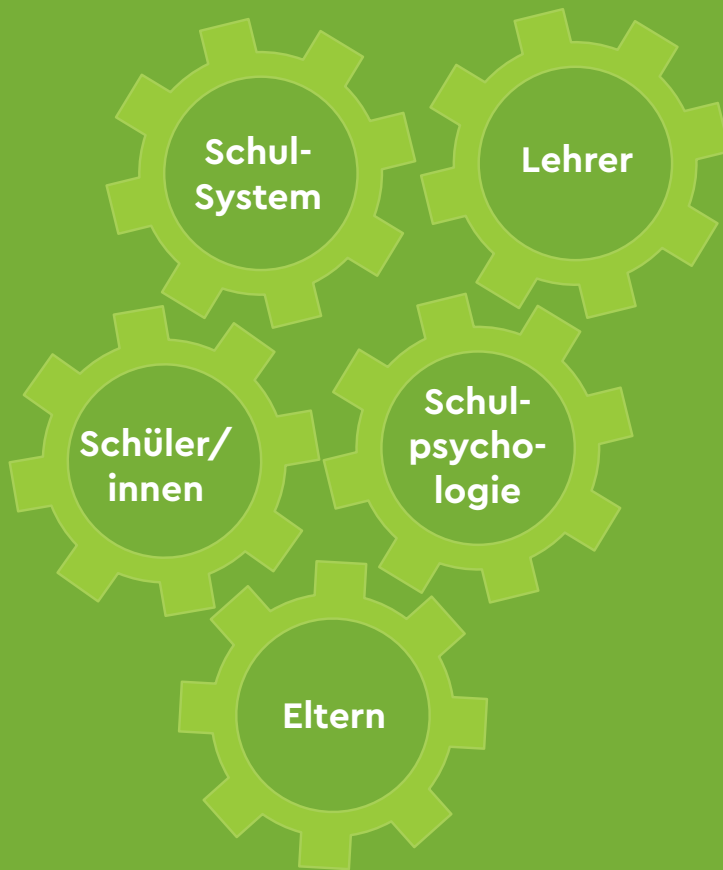 Schul-
System
Lehrer
Schüler/
innen
Schul-
psycho-
logie
Eltern